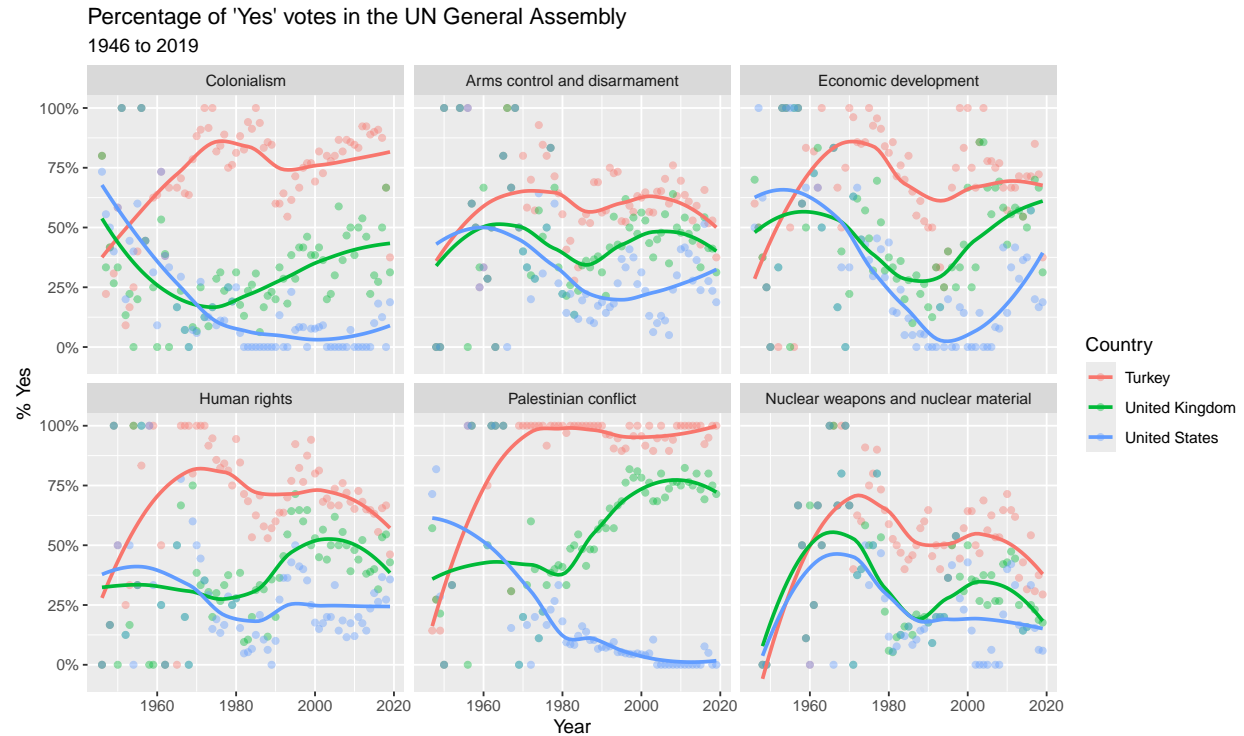 Percentage of 'Yes' votes in the UN General Assembly
1946 to 2019
Colonialism
Arms control and disarmament
Economic development
100%
75%
50%
25%
0%
Human rights
Palestinian conflict
Nuclear weapons and nuclear material
100%
75%
50%
25%
0%
% Yes
1960 1980 2000 2020
1960 1980 2000 2020
1960 1980 2000 2020
Year
Country
Turkey
United Kingdom
United States